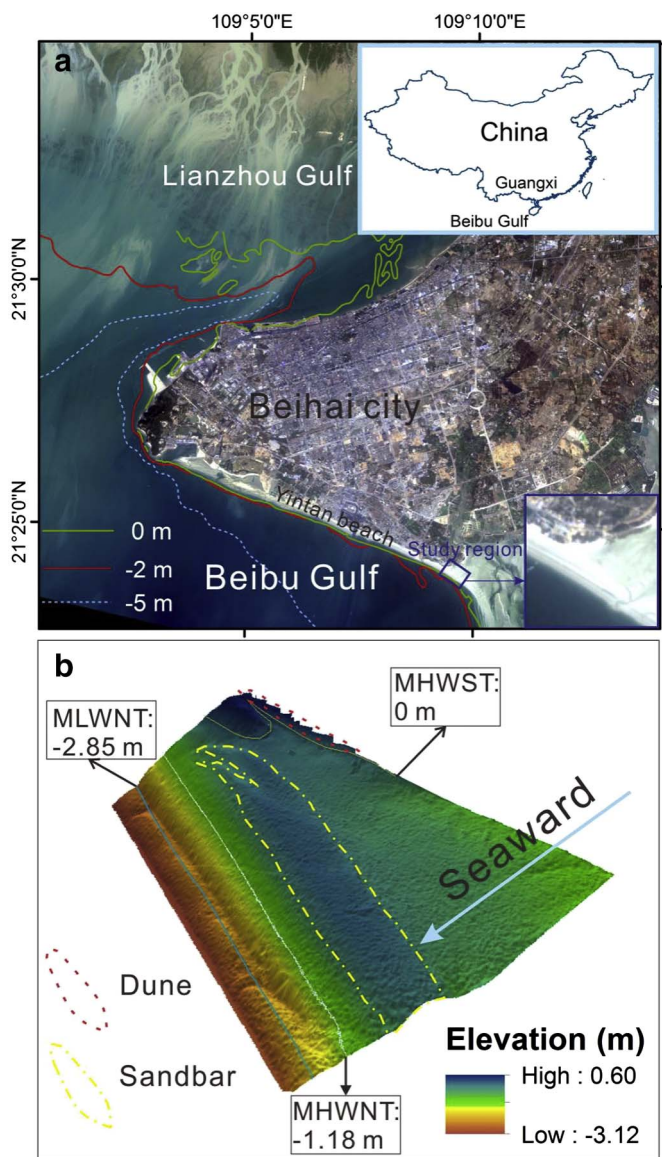 109°5'0"E
109°10'0"E
a
China
Guangxi
Beibu Gulf
Lianzhou Gulf
21°30'0"N
Beihai city
Yintan beach
21°25'0"N
Study region
0 m
-2 m
-5 m
Beibu Gulf
b
MHWST:
0 m
MLWNT:
-2.85 m
Seaward
Dune
Sandbar
Elevation (m)
High : 0.60
Low : -3.12
MHWNT:
-1.18 m